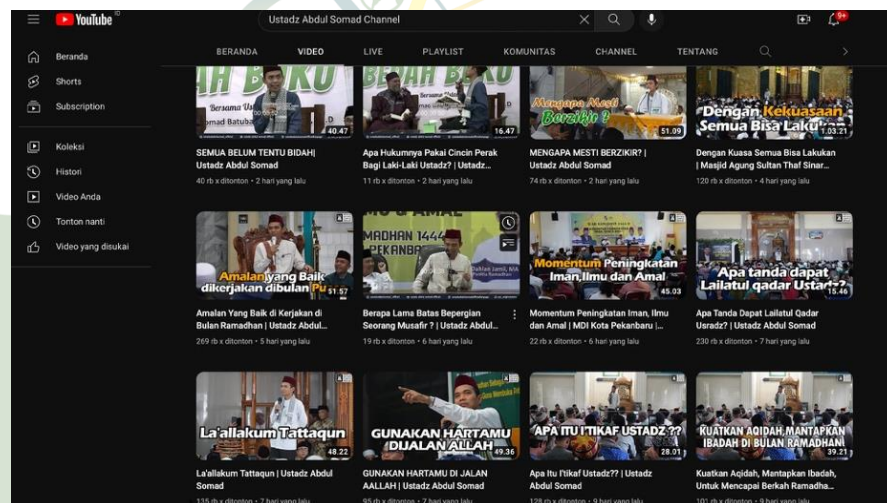 YouTube ID
Ustadz Abdul Somad Channel
9+
BERANDA VIDEO LIVE PLAYLIST KOMUNITAS CHANNEL TENTANG
Beranda
Shorts
Subscription
Koleksi
Histori
Video Anda
Tonton nanti
Video yang disukai
Bersama Us
omad Batuba
40.47
BEDAH BUKU
16.47
Mengapa Mesti
Berzikir ?
51.09
Dengan Kekuasaan
Semua Bisa Laku
1.03.21
SEMUA BELUM TENTU BIDAH|
Ustadz Abdul Somad
40 rb x ditonton • 2 hari yang lalu
Apa Hukumnya Pakai Cincin Perak
Bagi Laki-Laki Ustadz? | Ustadz...
11 rb x ditonton • 2 hari yang lalu
MENGAPA MESTI BERZIKIR? |
Ustadz Abdul Somad
74 rb x ditonton • 2 hari yang lalu
Dengan Kuasa Semua Bisa Lakukan
| Masjid Agung Sultan Thaf Sinar...
120 rb x ditonton • 4 hari yang lalu
Amalan yang Baik
dikerjakan dibulan Pu
51.57
MADHAN 1444
PEKANBA
Momentum Peningkatan
Iman,Ilmu dan Amal
45.03
Apa tanda dapat
Lailatul qadar Ustadz?
15.46
Amalan Yang Baik di Kerjakan di
Bulan Ramadhan | Ustadz Abdul...
269 rb x ditonton • 5 hari yang lalu
Berapa Lama Batas Bepergian
Seorang Musafir ? | Ustadz Abdul...
19 rb x ditonton • 6 hari yang lalu
Momentum Peningkatan Iman, Ilmu
dan Amal | MDI Kota Pekanbaru |...
22 rb x ditonton • 6 hari yang lalu
Apa Tanda Dapat Lailatul Qadar
Usradz? | Ustadz Abdul Somad
230 rb x ditonton • 7 hari yang lalu
La'allakum Tattaqun
48.22
GUNAKAN HARTAMU
DIJALAN ALLAH
49.36
APA ITU I'TIKAF USTADZ ??
28.01
KUATKAN AQIDAH, MANTAPKAN
IBADAH DI BULAN RAMADHAN!
39.21
La'allakum Tattaqun | Ustadz Abdul
Somad
135 rb x ditonton • 7 hari yang lalu
GUNAKAN HARTAMU DI JALAN
AALLAH | Ustadz Abdul Somad
95 rb x ditonton • 7 hari yang lalu
Apa Itu I'tikaf Ustadz?? | Ustadz
Abdul Somad
128 rb x ditonton • 9 hari yang lalu
Kuatkan Aqidah, Mantapkan Ibadah,
Untuk Mencapai Berkah Ramadha...
101 rb x ditonton • 9 hari yang lalu